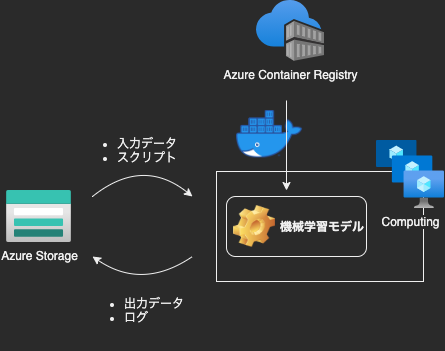 Azure Container Registry
• 入力データ
• スクリプト
機械学習モデル
Computing
Azure Storage
• 出力データ
• ログ